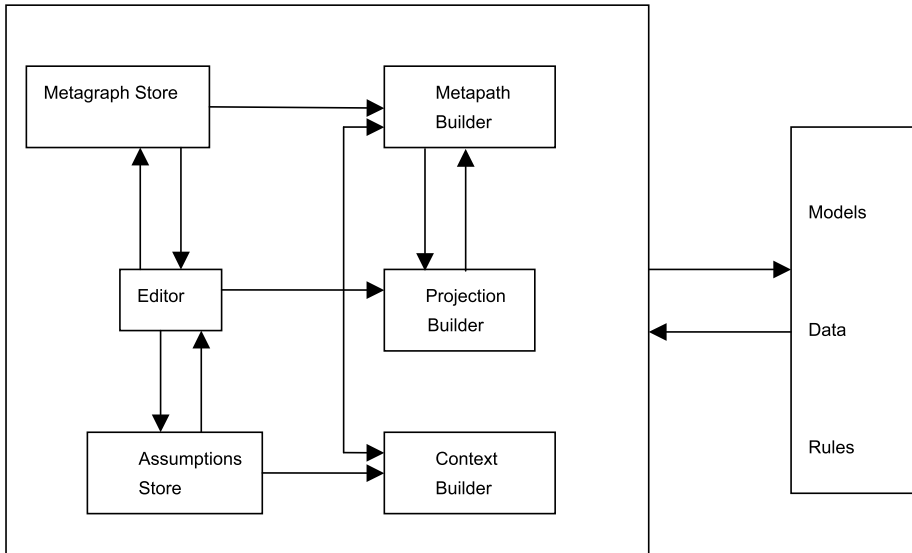 Metagraph Store
Metapath
Builder
Models
Editor
Projection
Builder
Data
Assumptions
Store
Context
Builder
Rules